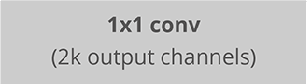 1x1 conv
(2k output channels)